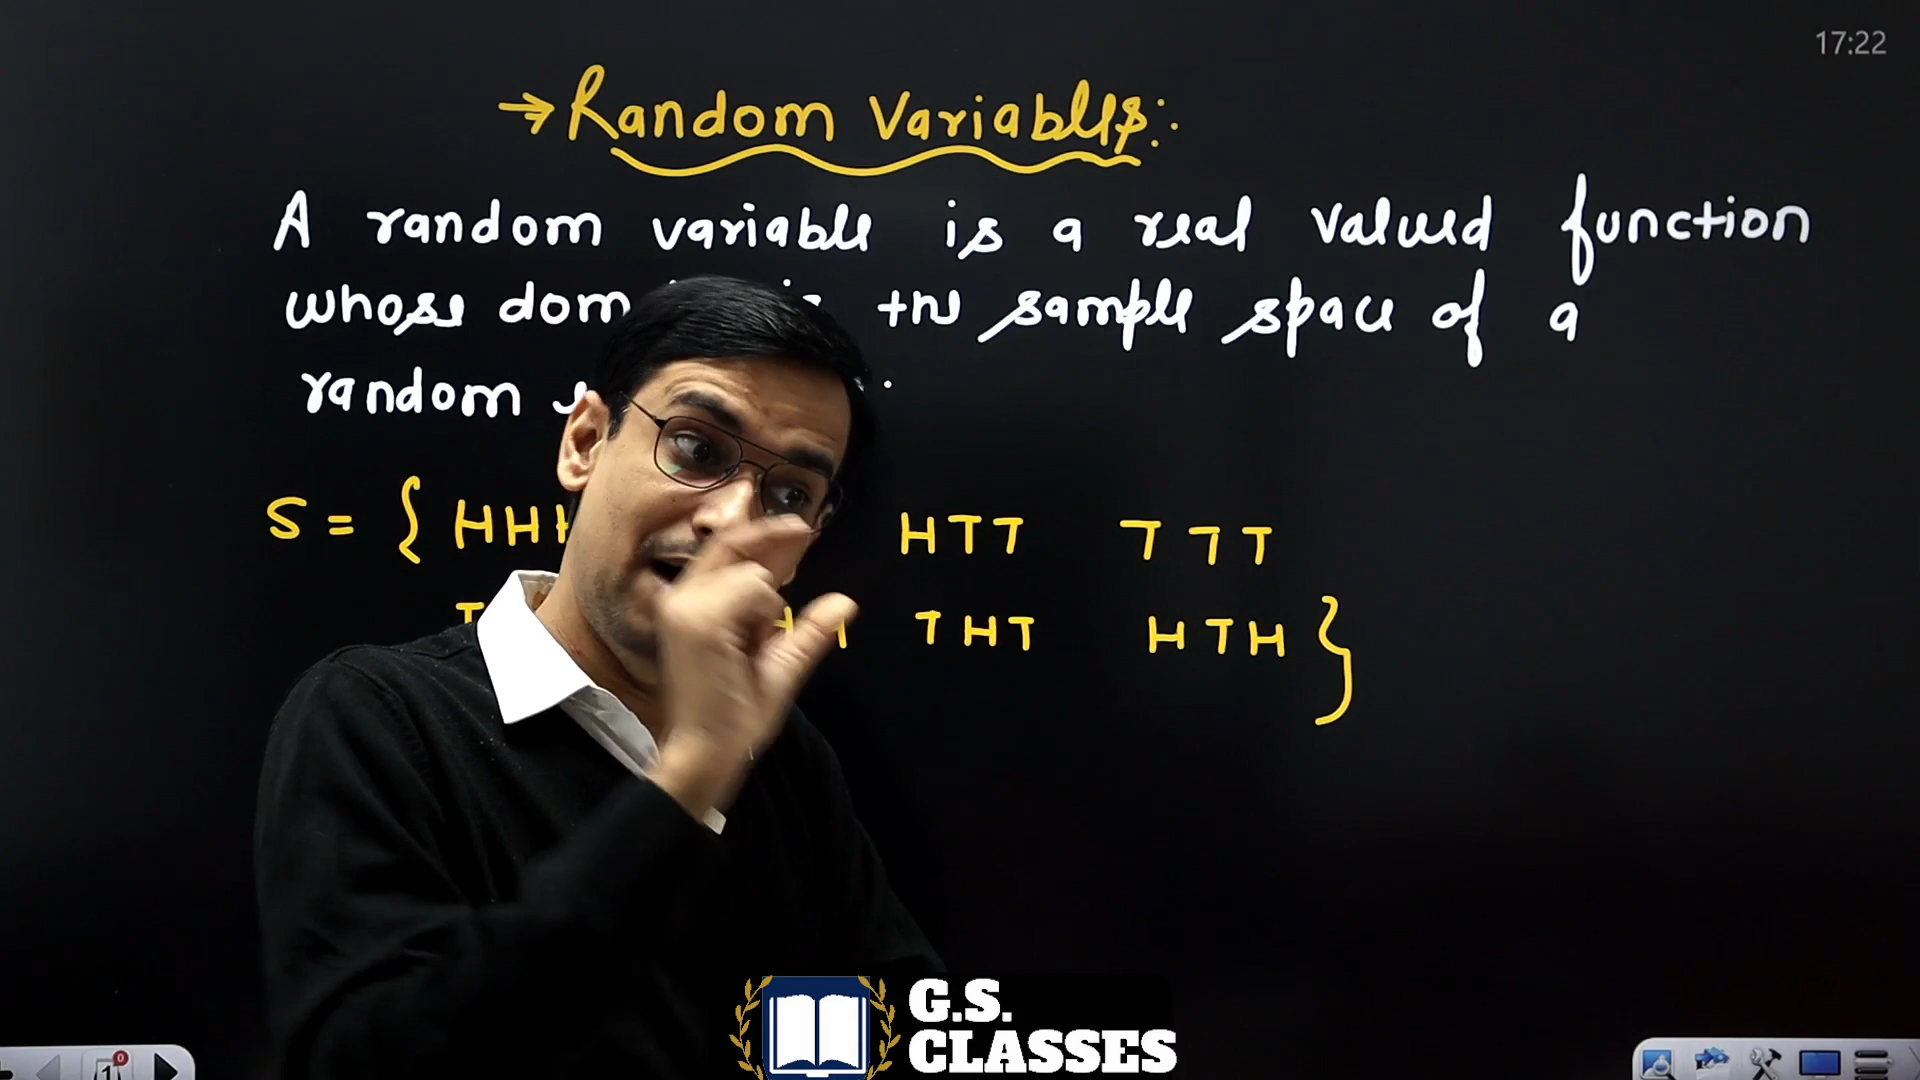 17:22
→ Random Variables:
A random variable is a real valued function
whose the sample space of a
random
S = { HHH HTT TTT
THT HTH }
G.S.
CLASSES